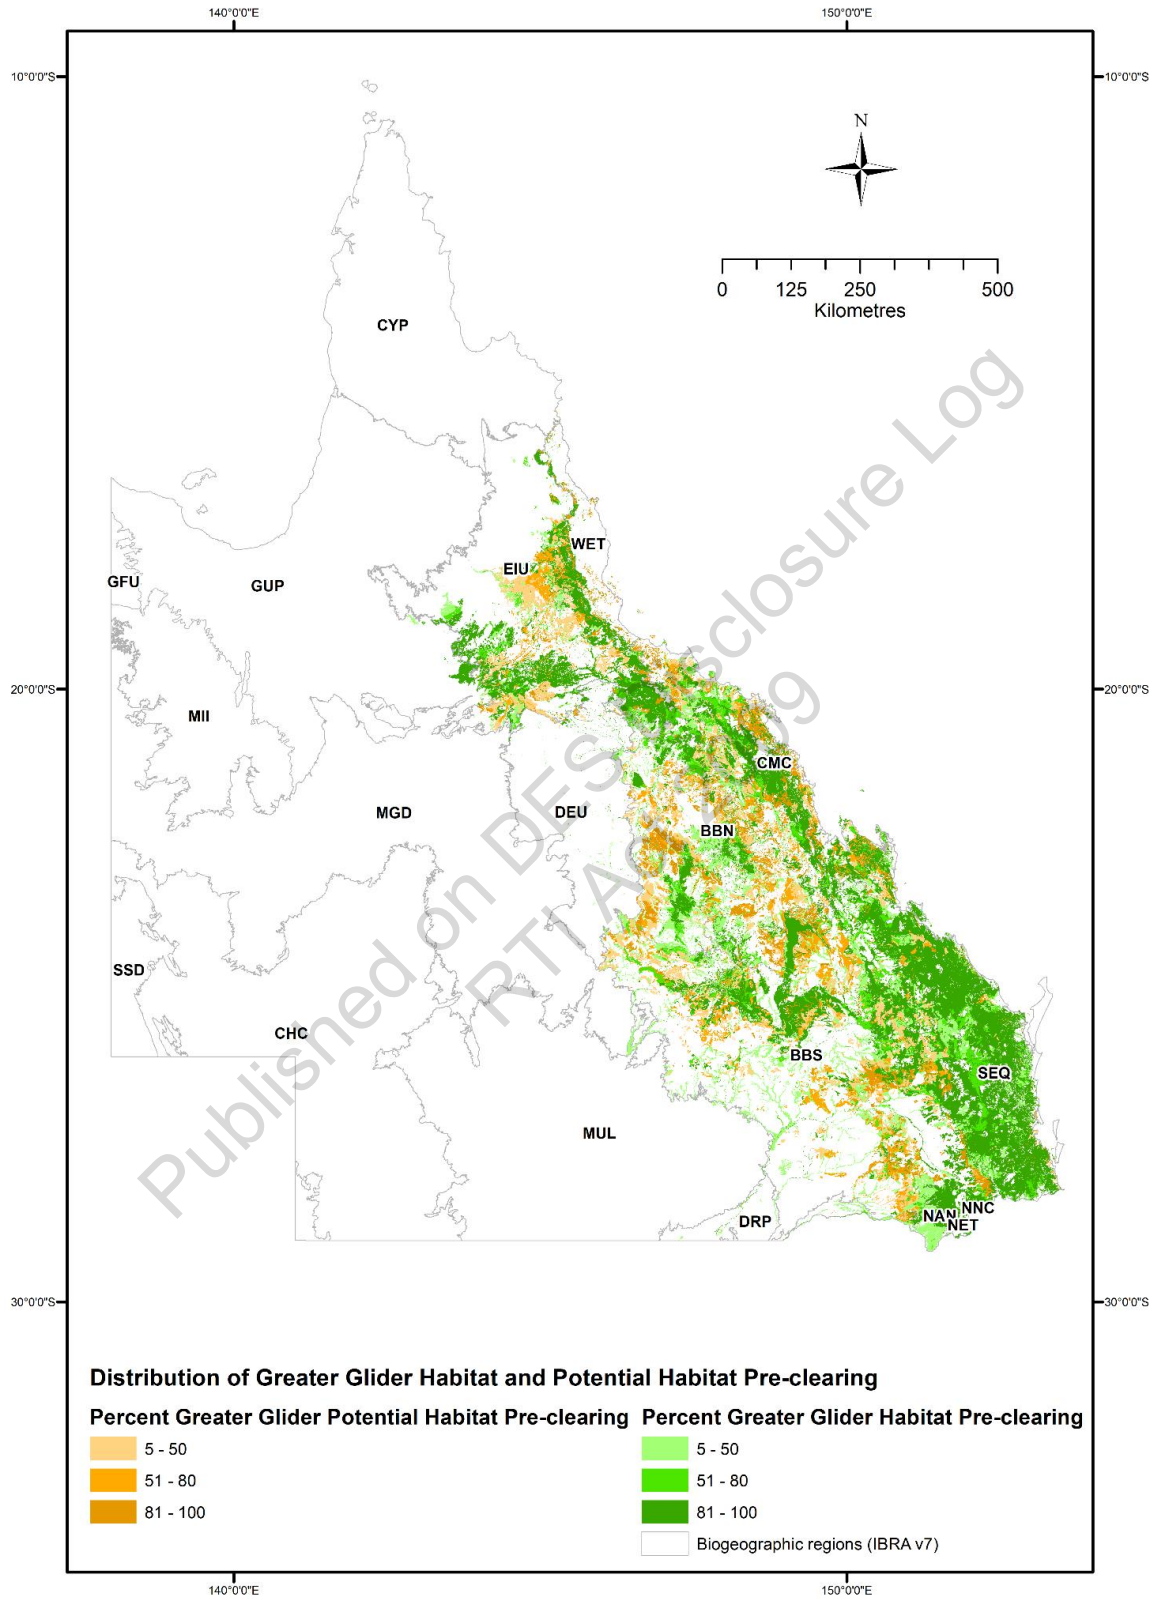 140°0'0"E
150°0'0"E
10°0'0"S
10°0'0"S
N
0 125 250 500
Kilometres
CYP
WET
EIU
GFU
GUP
20°0'0"S
20°0'0"S
MII
CMC
MGD
DEU
BBN
SSD
CHC
BBS
SEQ
MUL
NNC
NAN
DRP
NET
Published on DES Disclosure Log
RTI Act 2009
30°0'0"S
30°0'0"S
Distribution of Greater Glider Habitat and Potential Habitat Pre-clearing
Percent Greater Glider Potential Habitat Pre-clearing
5 - 50
51 - 80
81 - 100
Percent Greater Glider Habitat Pre-clearing
5 - 50
51 - 80
81 - 100
Biogeographic regions (IBRA v7)
140°0'0"E
150°0'0"E